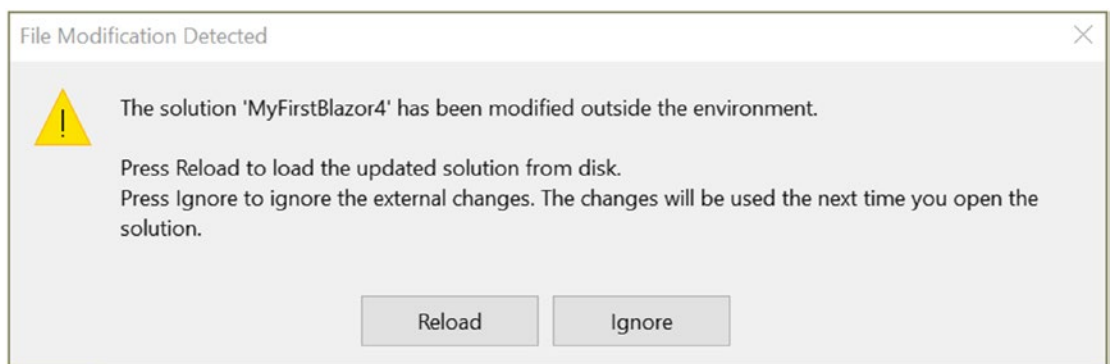 File Modification Detected
The solution 'MyFirstBlazor4' has been modified outside the environment.
Press Reload to load the updated solution from disk.
Press Ignore to ignore the external changes. The changes will be used the next time you open the
solution.
Reload Ignore